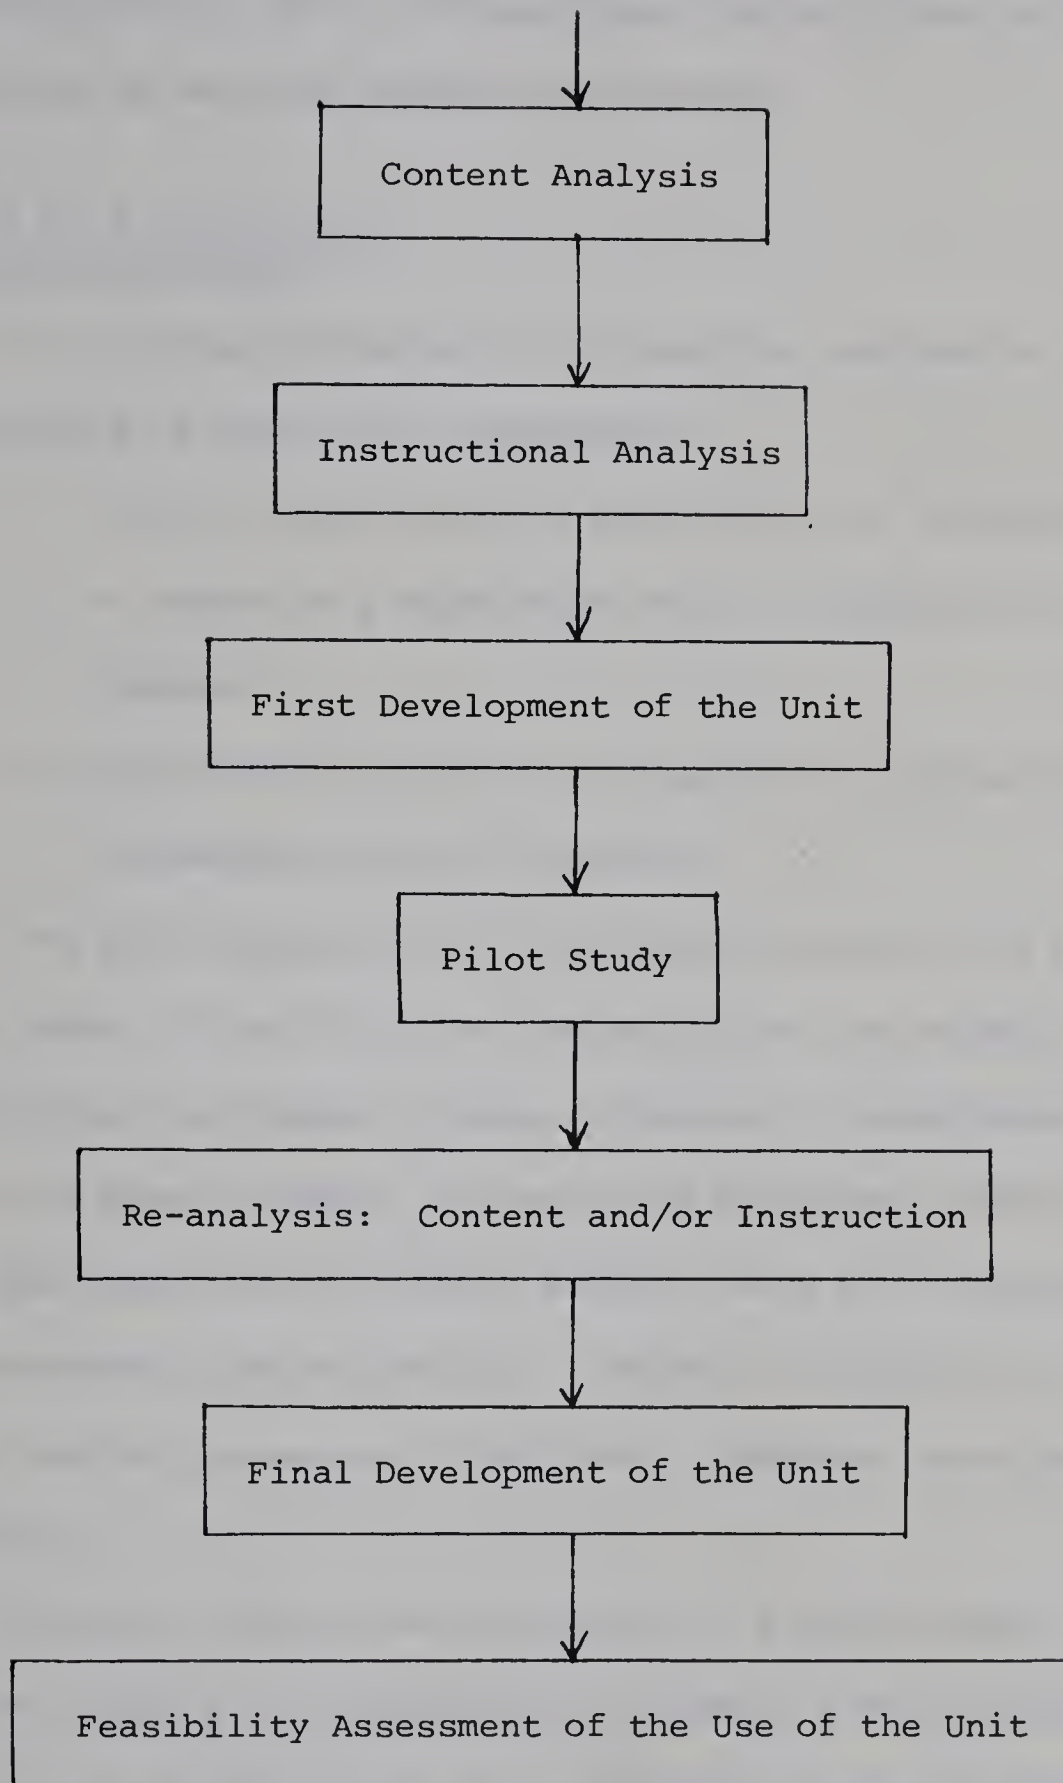 Content Analysis
Instructional Analysis
First Development of the Unit
Pilot Study
Re-analysis: Content and/or Instruction
Final Development of the Unit
Feasibility Assessment of the Use of the Unit